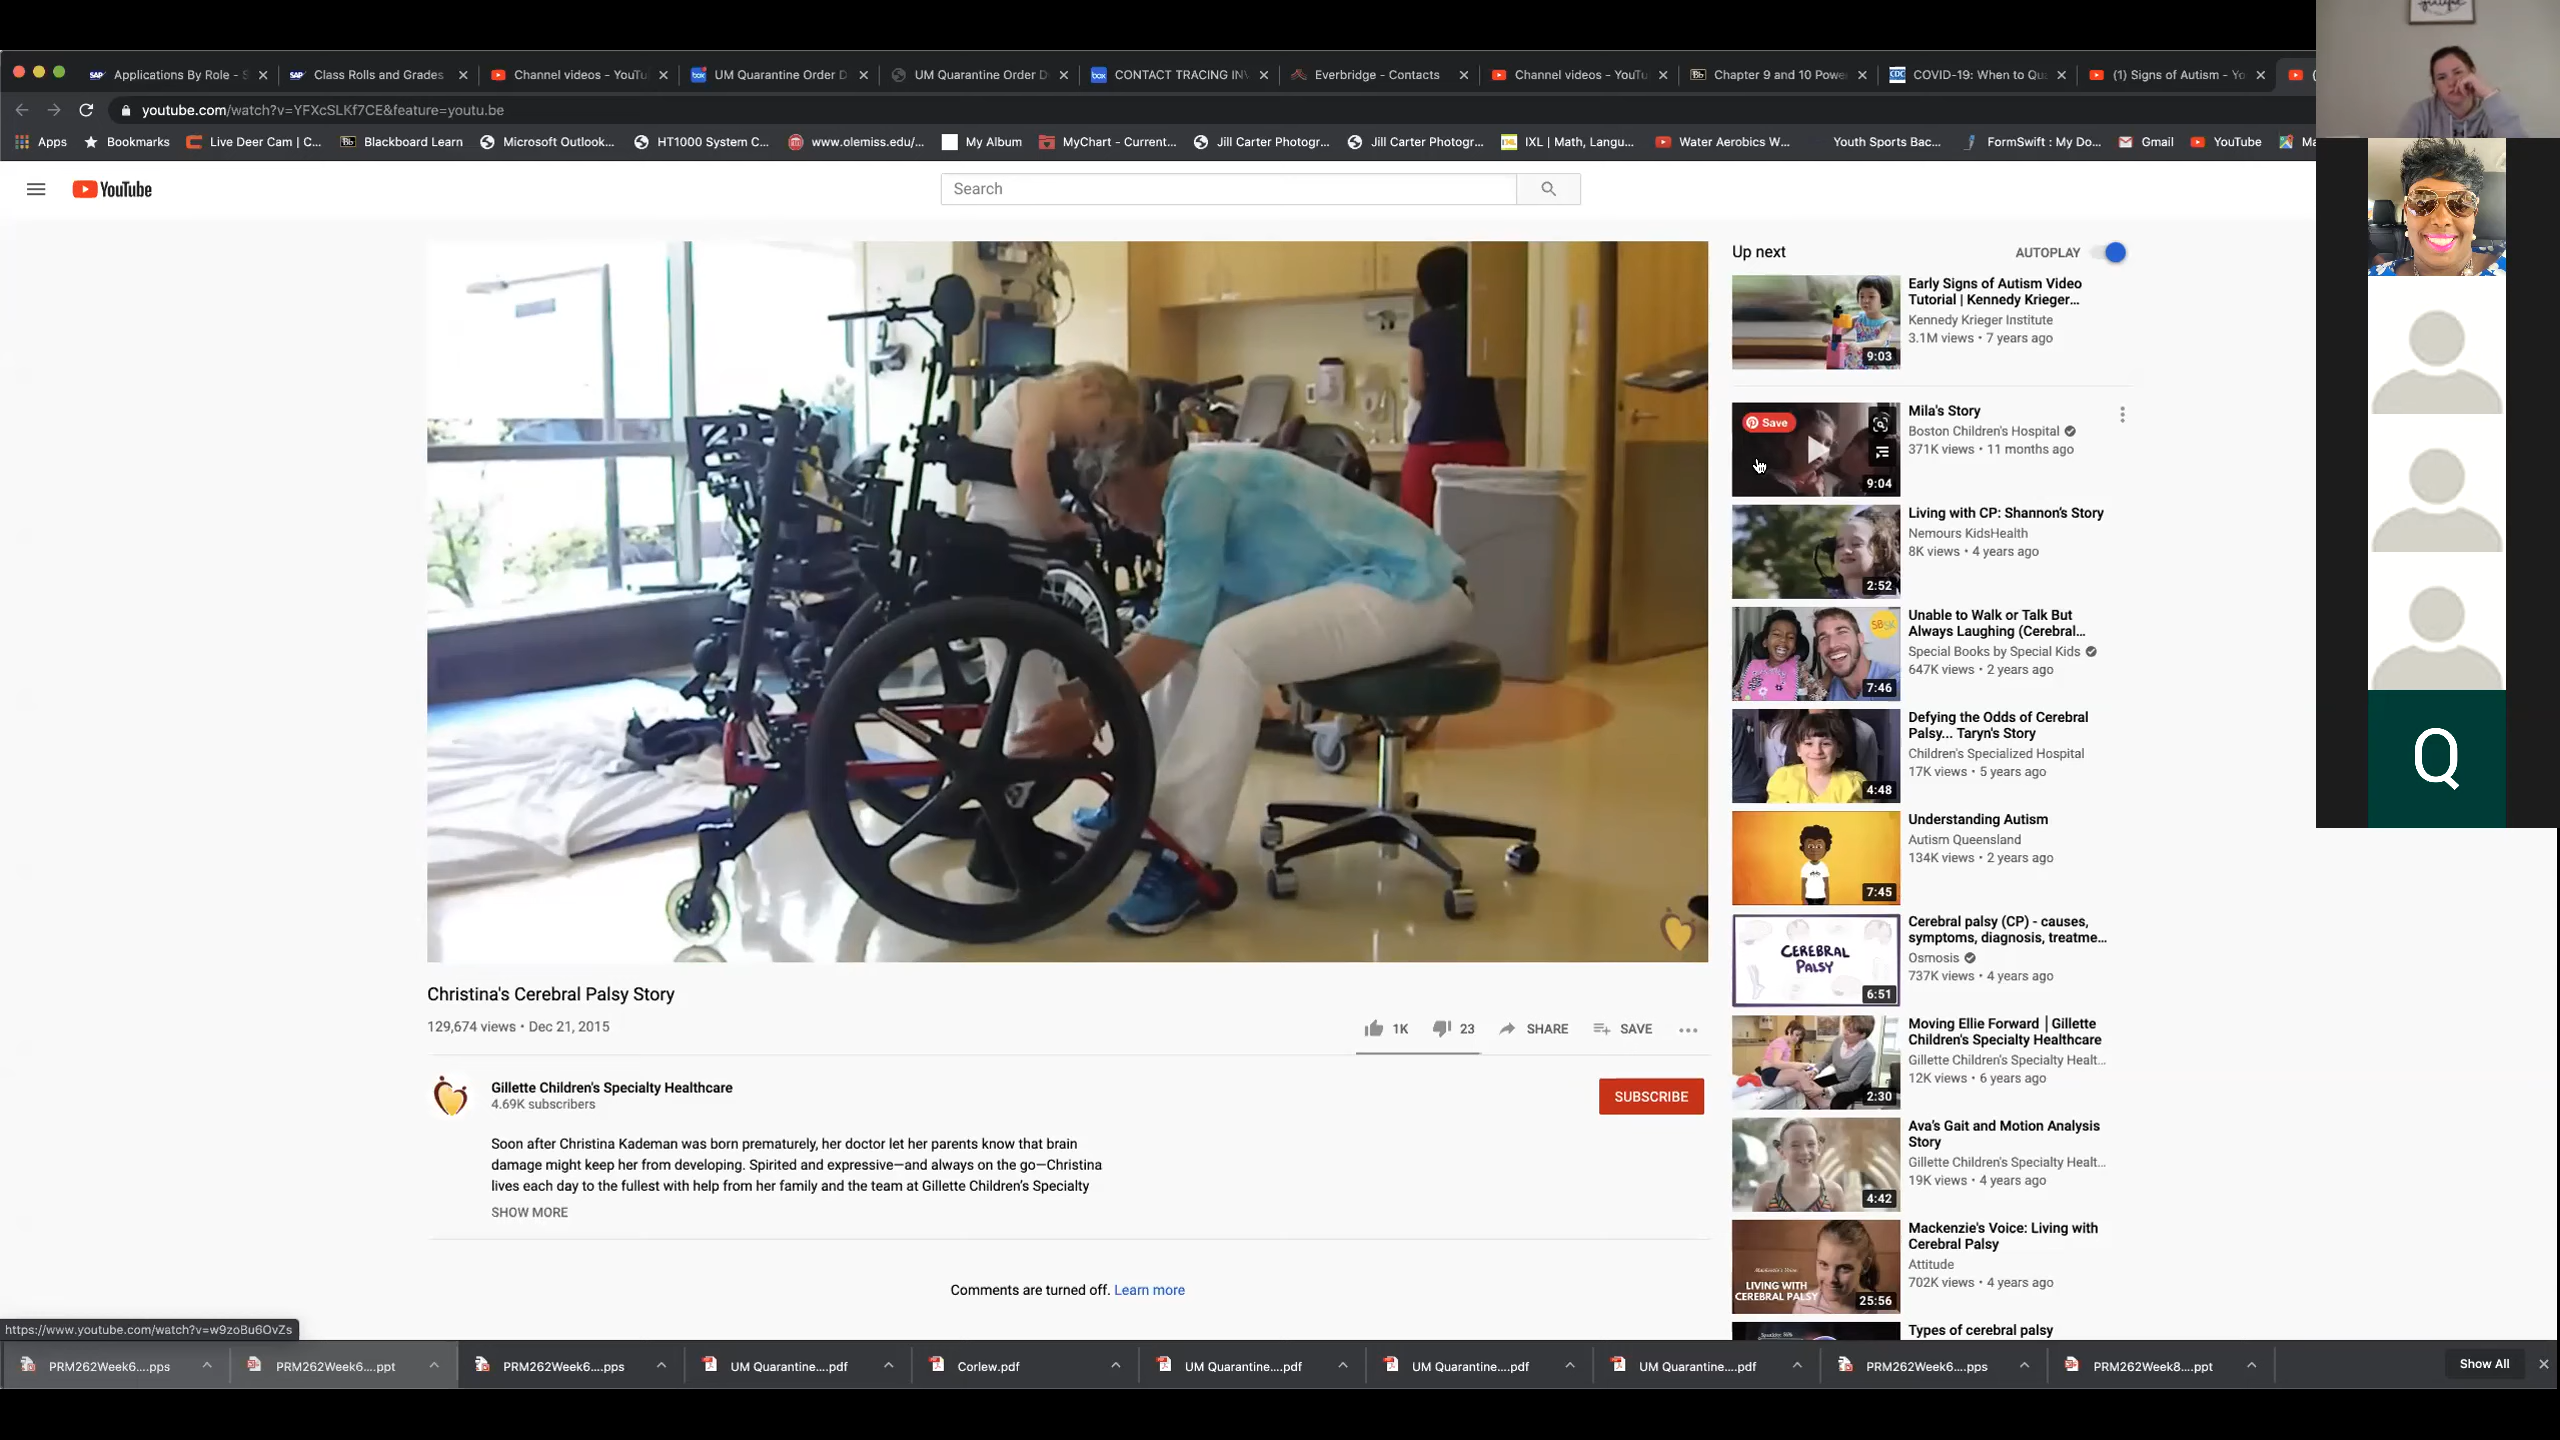 Applications By Role - S
Class Rolls and Grades
Channel videos - YouTu
UM Quarantine Order D
UM Quarantine Order D
CONTACT TRACING IN
Everbridge - Contacts
Channel videos - YouTu
Chapter 9 and 10 Powe
COVID-19: When to Qu
(1) Signs of Autism - Yo
youtube.com/watch?v=YFXcSLKf7CE&feature=youtu.be
Apps
Bookmarks
Live Deer Cam | C...
Blackboard Learn
Microsoft Outlook...
HT1000 System C...
www.olemiss.edu/...
My Album
MyChart - Current...
Jill Carter Photogr...
Jill Carter Photogr...
IXL | Math, Langu...
Water Aerobics W...
Youth Sports Bac...
FormSwift : My Do...
Gmail
YouTube
Ma
YouTube
Search
Up next
AUTOPLAY
Early Signs of Autism Video
Tutorial | Kennedy Krieger...
Kennedy Krieger Institute
3.1M views • 7 years ago
9:03
Save
Mila's Story
Boston Children's Hospital
371K views • 11 months ago
9:04
Living with CP: Shannon's Story
Nemours KidsHealth
8K views • 4 years ago
2:52
Unable to Walk or Talk But
Always Laughing (Cerebral...
Special Books by Special Kids
647K views • 2 years ago
SBSK
7:46
Defying the Odds of Cerebral
Palsy... Taryn's Story
Children's Specialized Hospital
17K views • 5 years ago
4:48
Understanding Autism
Autism Queensland
134K views • 2 years ago
7:45
Cerebral palsy (CP) - causes,
symptoms, diagnosis, treatme...
Osmosis
737K views • 4 years ago
CEREBRAL
PALSY
6:51
Moving Ellie Forward | Gillette
Children's Specialty Healthcare
Gillette Children's Specialty Healt...
12K views • 6 years ago
2:30
Ava's Gait and Motion Analysis
Story
Gillette Children's Specialty Healt...
19K views • 4 years ago
4:42
Mackenzie's Voice: Living with
Cerebral Palsy
Attitude
702K views • 4 years ago
LIVING WITH
CEREBRAL PALSY
25:56
Types of cerebral palsy
Q
Christina's Cerebral Palsy Story
129,674 views • Dec 21, 2015
1K
23
SHARE
SAVE
Gillette Children's Specialty Healthcare
4.69K subscribers
SUBSCRIBE
Soon after Christina Kademan was born prematurely, her doctor let her parents know that brain
damage might keep her from developing. Spirited and expressive—and always on the go—Christina
lives each day to the fullest with help from her family and the team at Gillette Children's Specialty
SHOW MORE
Comments are turned off. Learn more
https://www.youtube.com/watch?v=w9zoBu6OvZs
PRM262Week6....pps
PRM262Week6....ppt
PRM262Week6....pps
UM Quarantine....pdf
Corlew.pdf
UM Quarantine....pdf
UM Quarantine....pdf
UM Quarantine....pdf
PRM262Week6....pps
PRM262Week8....ppt
Show All